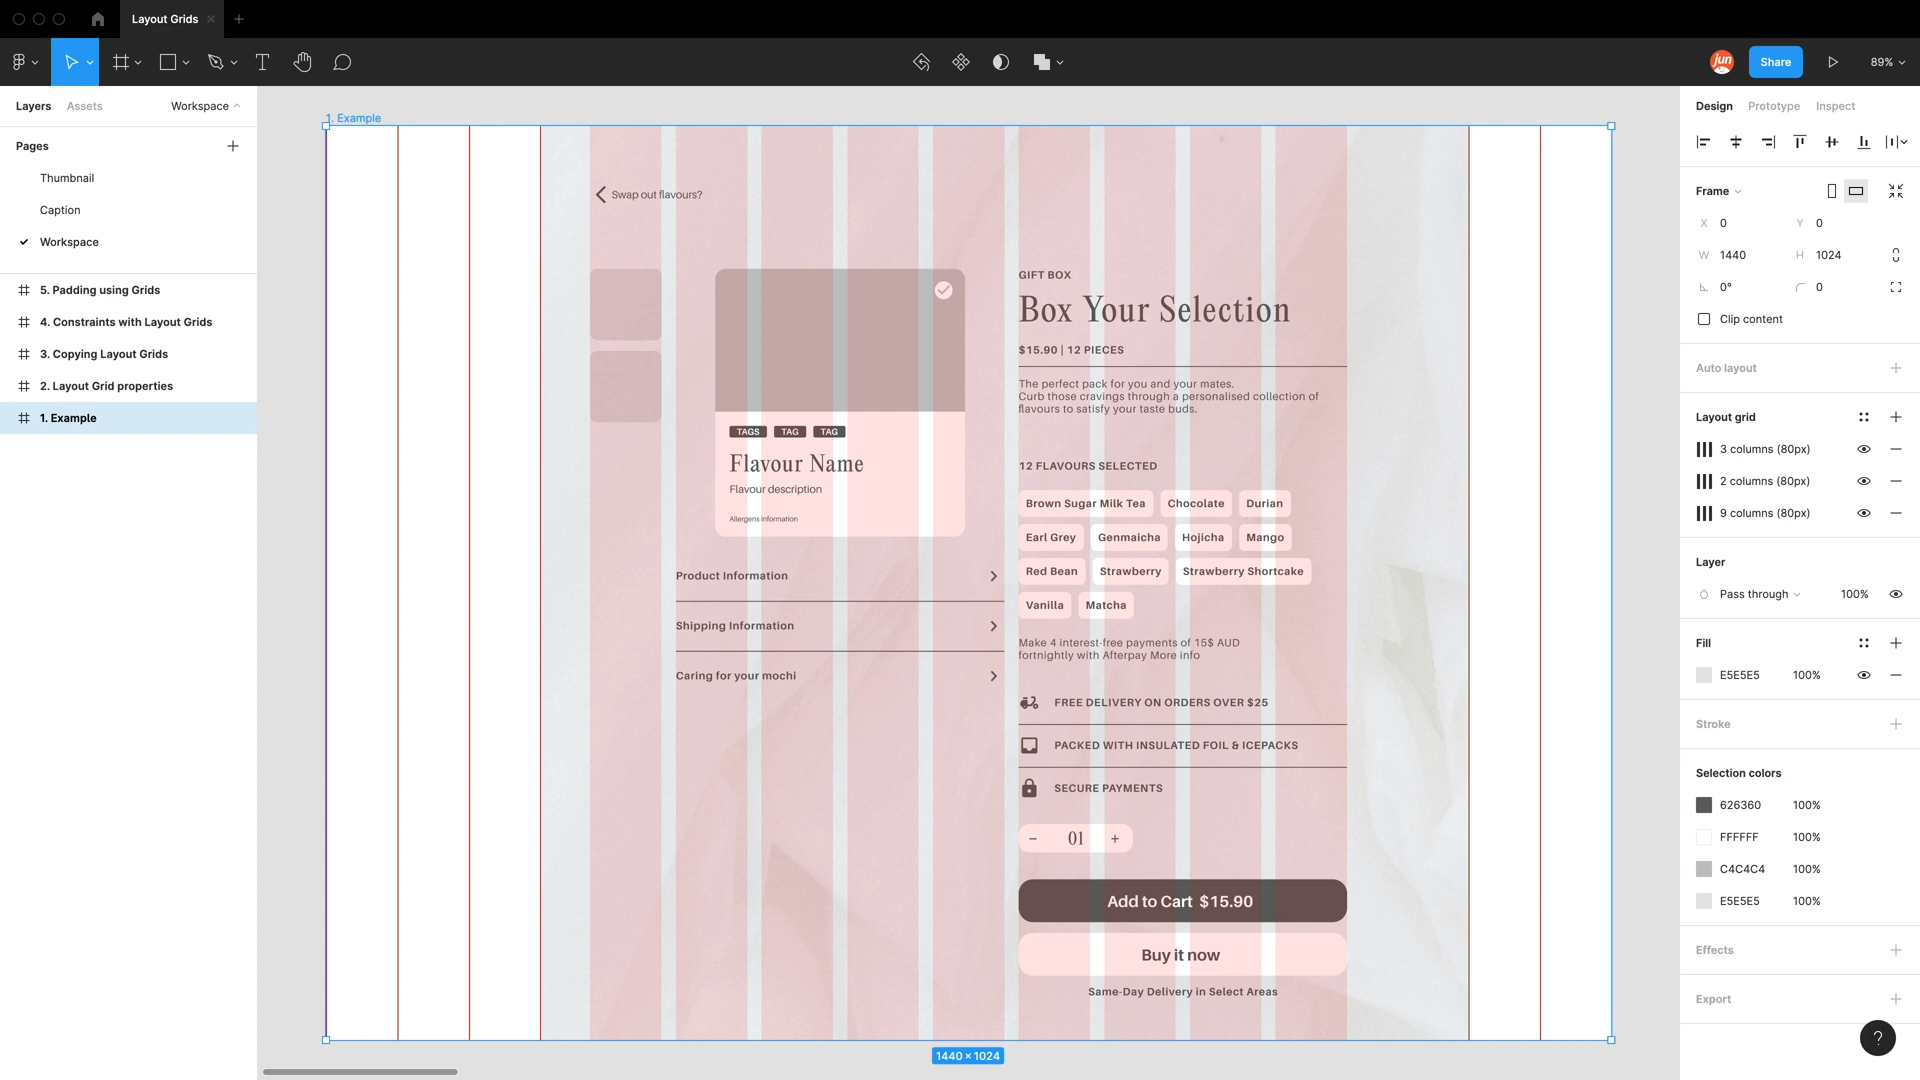 Layout Grids
jun
Share
89%
Layers
Assets
Workspace
Pages
Thumbnail
Caption
Workspace
5. Padding using Grids
4. Constraints with Layout Grids
3. Copying Layout Grids
2. Layout Grid properties
1. Example
1. Example
Swap out flavours?
TAGS
TAG
TAG
Flavour Name
Flavour description
Allergens information
Product Information
Shipping Information
Caring for your mochi
GIFT BOX
Box Your Selection
$15.90 | 12 PIECES
The perfect pack for you and your mates.
Curb those cravings through a personalised collection of
flavours to satisfy your taste buds.
12 FLAVOURS SELECTED
Brown Sugar Milk Tea
Chocolate
Durian
Earl Grey
Genmaicha
Hojicha
Mango
Red Bean
Strawberry
Strawberry Shortcake
Vanilla
Matcha
Make 4 interest-free payments of 15$ AUD
fortnightly with Afterpay More info
FREE DELIVERY ON ORDERS OVER $25
PACKED WITH INSULATED FOIL & ICEPACKS
SECURE PAYMENTS
− 01 +
Add to Cart $15.90
Buy it now
Same-Day Delivery in Select Areas
1440 × 1024
Design
Prototype
Inspect
Frame
X 0
Y 0
W 1440
H 1024
0°
0
Clip content
Auto layout
Layout grid
3 columns (80px)
2 columns (80px)
9 columns (80px)
Layer
Pass through
100%
Fill
E5E5E5 100%
Stroke
Selection colors
626360 100%
FFFFFF 100%
C4C4C4 100%
E5E5E5 100%
Effects
Export
?